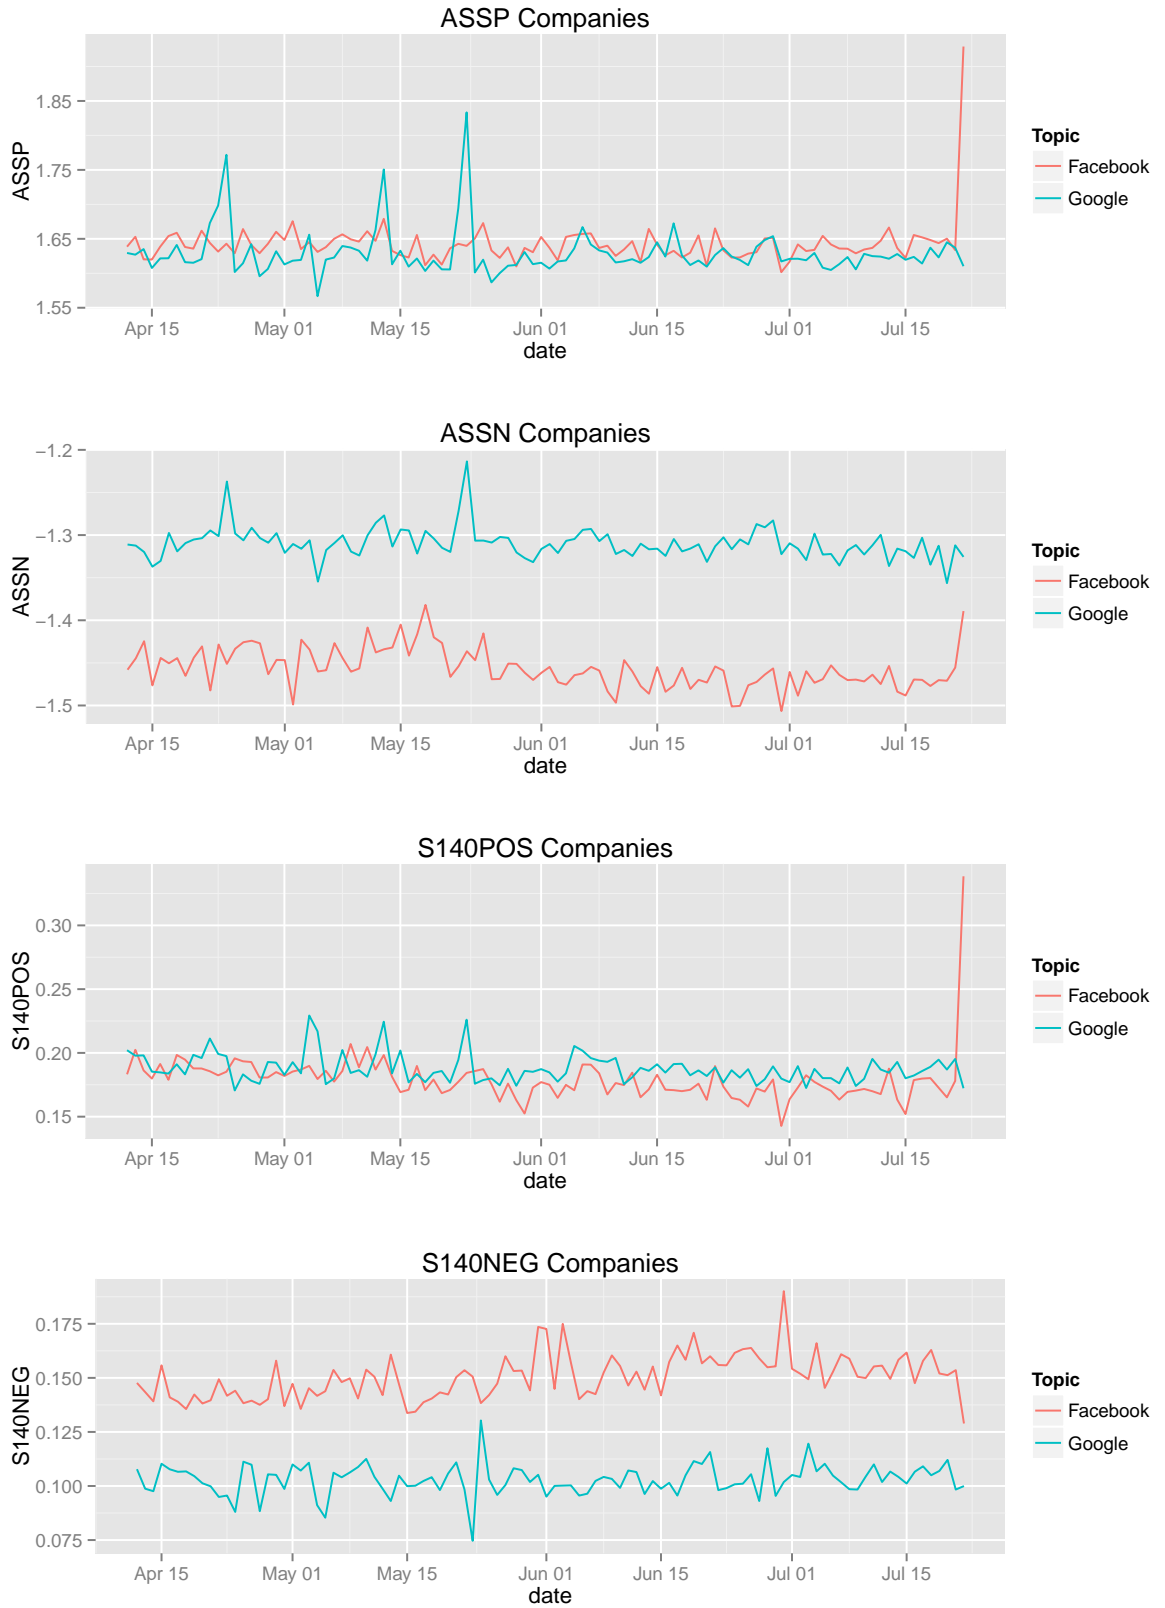 ASSP Companies
ASSP
1.85
1.75
1.65
1.55
Apr 15 May 01 May 15 Jun 01 Jun 15 Jul 01 Jul 15
date
Topic
Facebook
Google
ASSN Companies
ASSN
−1.2
−1.3
−1.4
−1.5
Apr 15 May 01 May 15 Jun 01 Jun 15 Jul 01 Jul 15
date
Topic
Facebook
Google
S140POS Companies
S140POS
0.30
0.25
0.20
0.15
Apr 15 May 01 May 15 Jun 01 Jun 15 Jul 01 Jul 15
date
Topic
Facebook
Google
S140NEG Companies
S140NEG
0.175
0.150
0.125
0.100
0.075
Apr 15 May 01 May 15 Jun 01 Jun 15 Jul 01 Jul 15
date
Topic
Facebook
Google